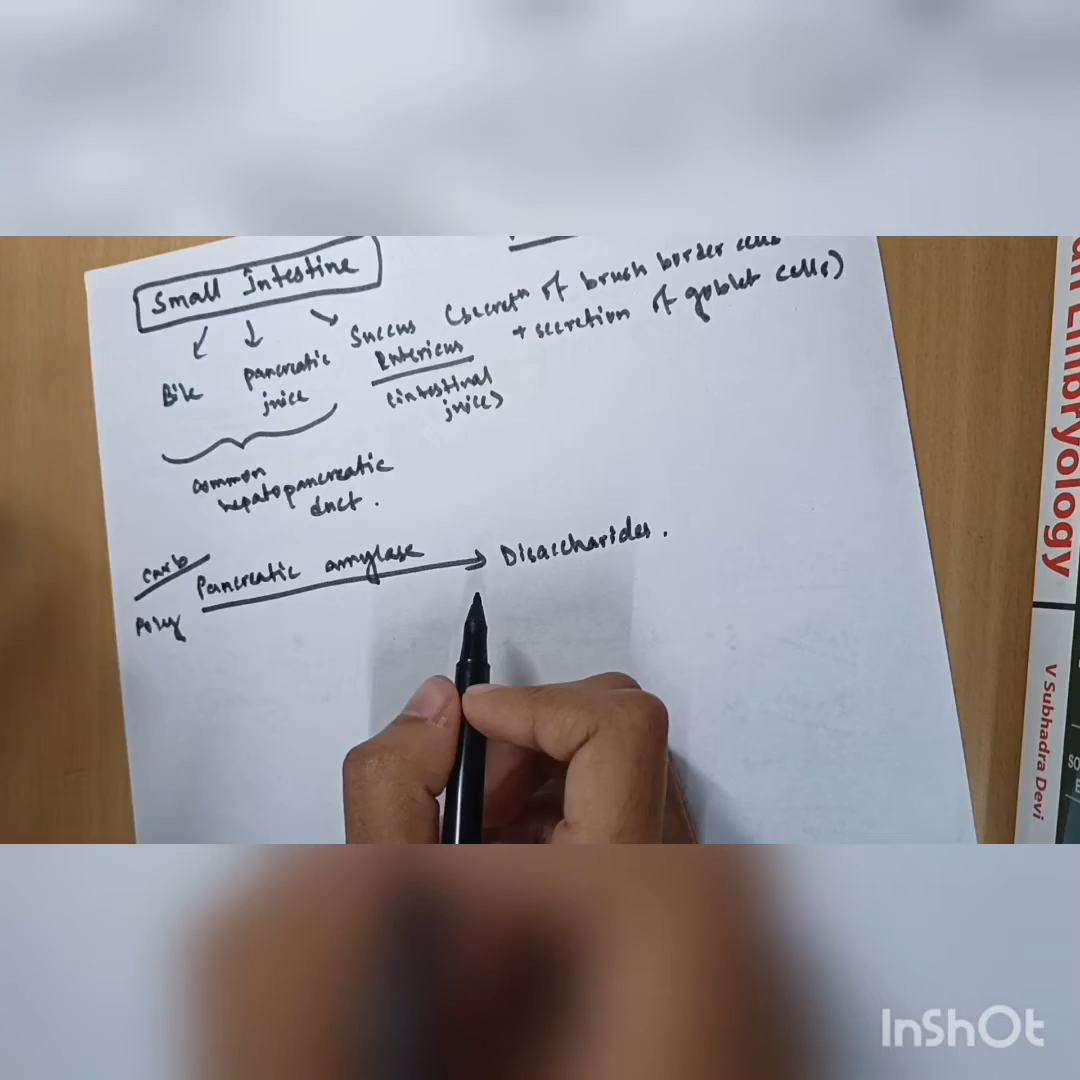 Small Intestine
Bile
pancreatic
juice
Succus
Entericus
(intestinal
juice)
(secretn of brush border cells
+ secretion of goblet cells)
common
hepatopancreatic
duct.
carb
Poly
Pancreatic amylase
Disaccharides.
Embryology
V Subhadra Devi
InShOt